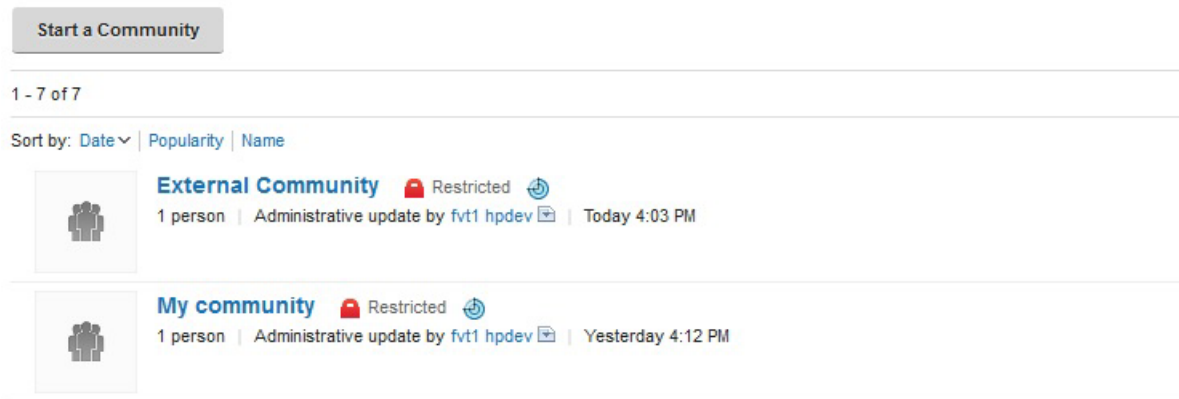 Start a Community
1 - 7 of 7
Sort by: Date | Popularity | Name
External Community Restricted
1 person | Administrative update by fvt1 hpdev | Today 4:03 PM
My community Restricted
1 person | Administrative update by fvt1 hpdev | Yesterday 4:12 PM